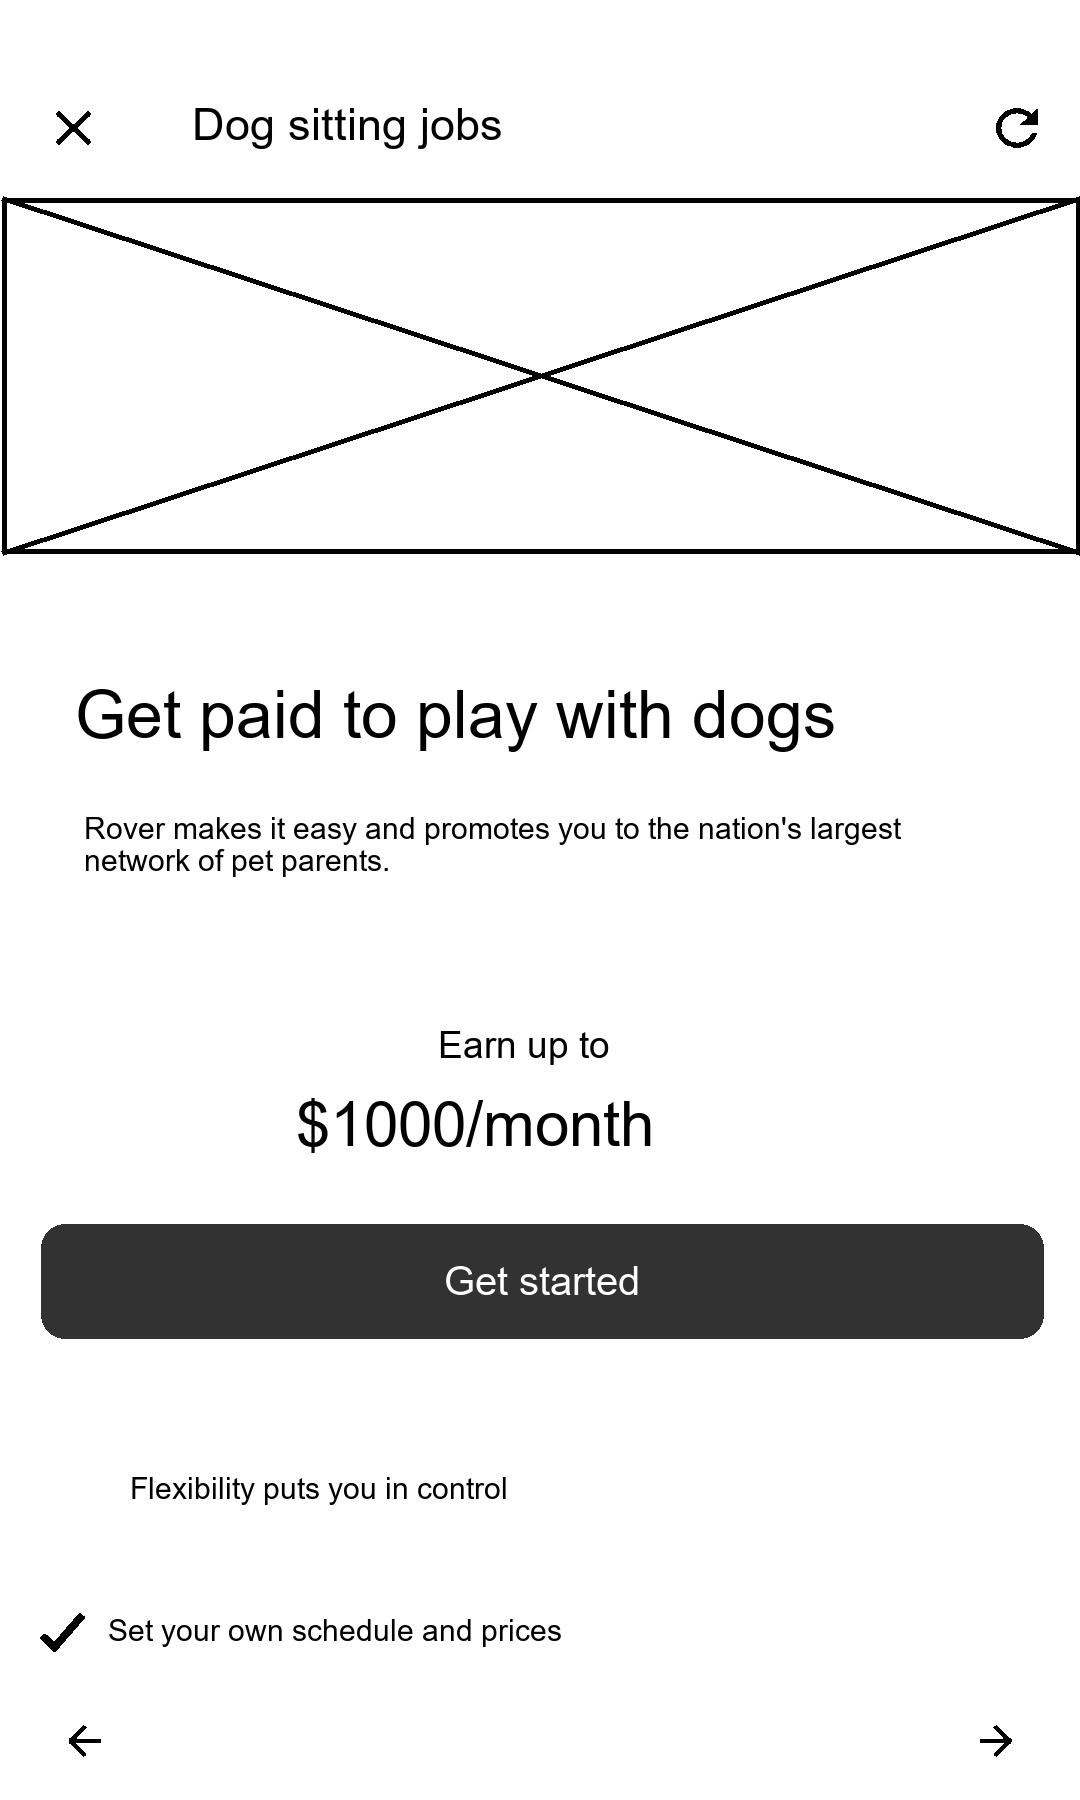 Dog sitting jobs
Get paid to play with dogs
Rover makes it easy and promotes you to the nation's largest
network of pet parents.
Earn up to
$1000/month
Get started
Flexibility puts you in control
Set your own schedule and prices